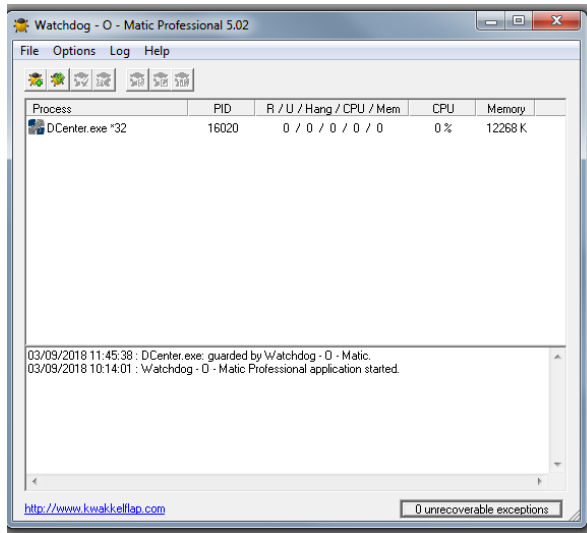 Watchdog - O - Matic Professional 5.02
File Options Log Help
Process PID R / U / Hang / CPU / Mem CPU Memory
DCenter.exe *32 16020 0 / 0 / 0 / 0 / 0 0 % 12268 K
03/09/2018 11:45:38 : DCenter.exe: guarded by Watchdog - O - Matic.
03/09/2018 10:14:01 : Watchdog - O - Matic Professional application started.
http://www.kwakkelflap.com 0 unrecoverable exceptions